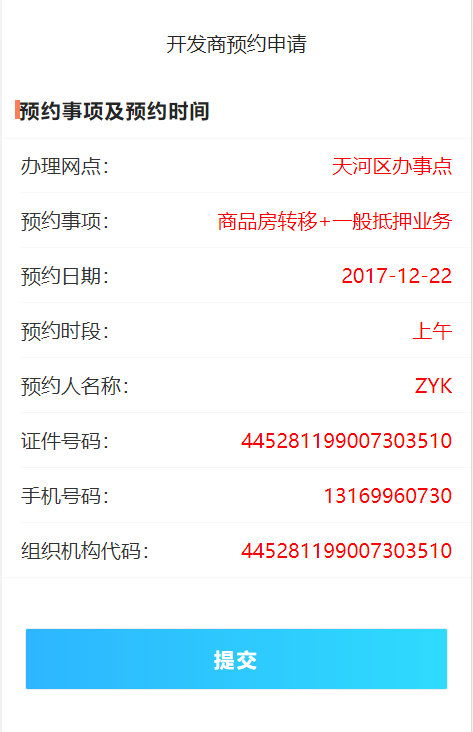 开发商预约申请
预约事项及预约时间
办理网点： 天河区办事点
预约事项： 商品房转移+一般抵押业务
预约日期： 2017-12-22
预约时段： 上午
预约人名称： ZYK
证件号码： 445281199007303510
手机号码： 13169960730
组织机构代码： 445281199007303510
提交